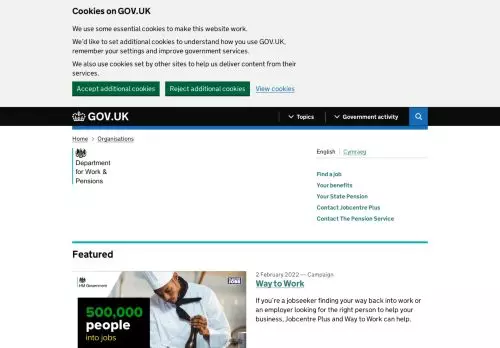 Cookies on GOV.UK
We use some essential cookies to make this website work.
We'd like to set additional cookies to understand how you use GOV.UK,
remember your settings and improve government services.
We also use cookies set by other sites to help us deliver content from their
services.
Accept additional cookies
Reject additional cookies
View cookies
GOV.UK
Topics
Government activity
Home
Organisations
Department
for Work &
Pensions
English
Cymraeg
Find a job
Your benefits
Your State Pension
Contact Jobcentre Plus
Contact The Pension Service
Featured
HM Government
JOBS
500,000
people
into jobs
2 February 2022 — Campaign
Way to Work
If you're a jobseeker finding your way back into work or
an employer looking for the right person to help your
business, Jobcentre Plus and Way to Work can help.